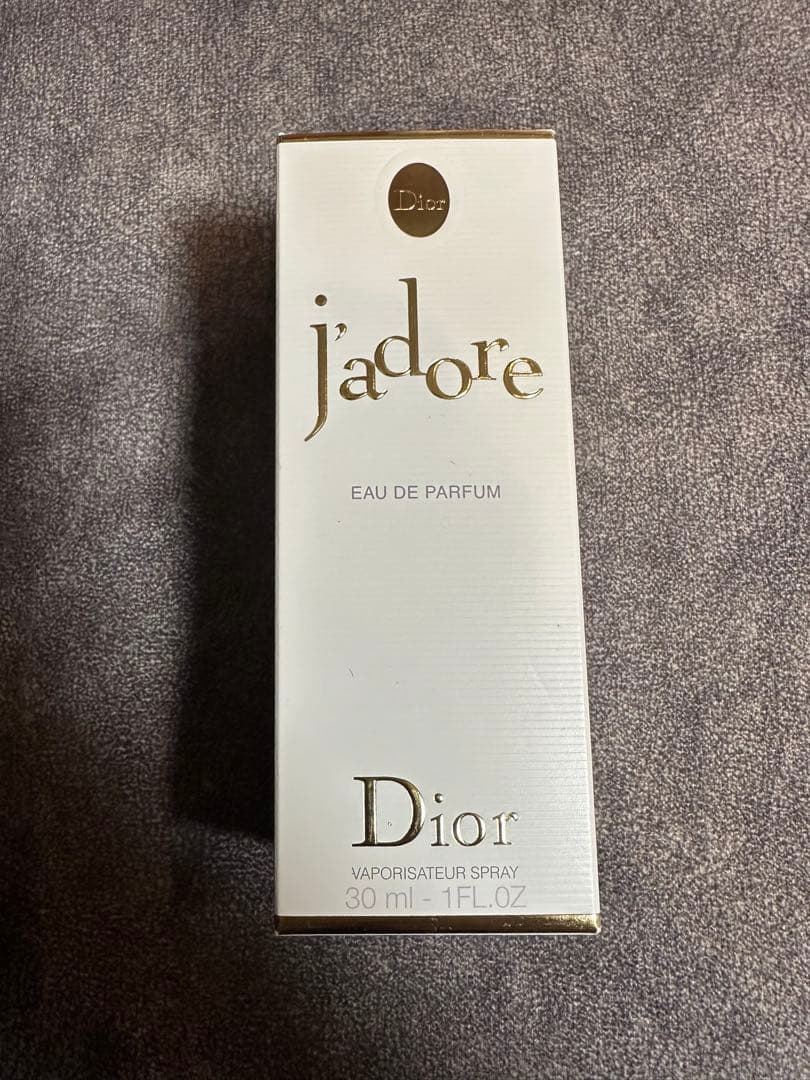 Dior
j'adore
EAU DE PARFUM
Dior
VAPORISATEUR SPRAY
30 ml - 1FL.OZ